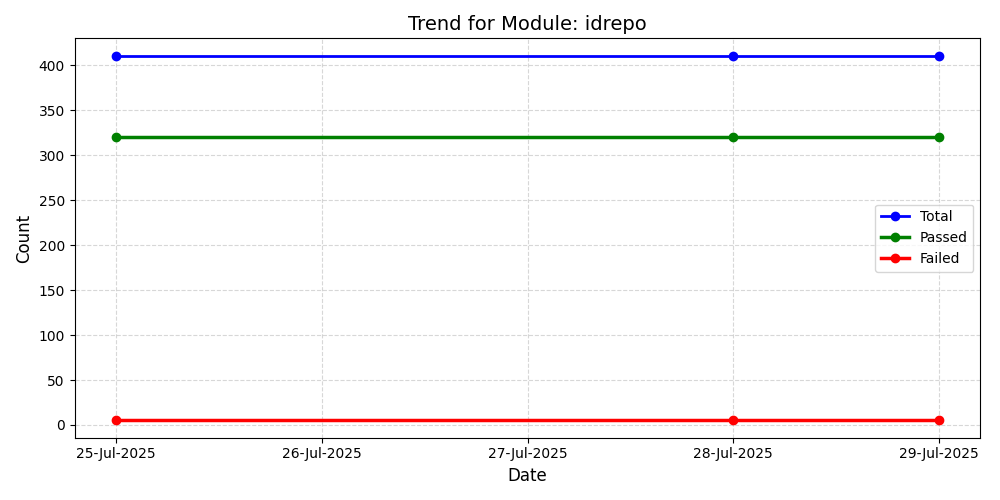 Trend for Module: idrepo
Count
400
350
300
250
200
150
100
50
0
Total
Passed
Failed
25-Jul-2025 26-Jul-2025 27-Jul-2025 28-Jul-2025 29-Jul-2025
Date